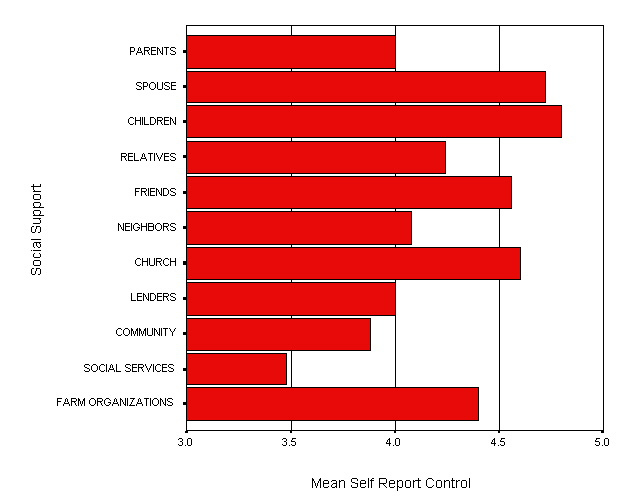 Social Support
PARENTS
SPOUSE
CHILDREN
RELATIVES
FRIENDS
NEIGHBORS
CHURCH
LENDERS
COMMUNITY
SOCIAL SERVICES
FARM ORGANIZATIONS
3.0 3.5 4.0 4.5 5.0
Mean Self Report Control